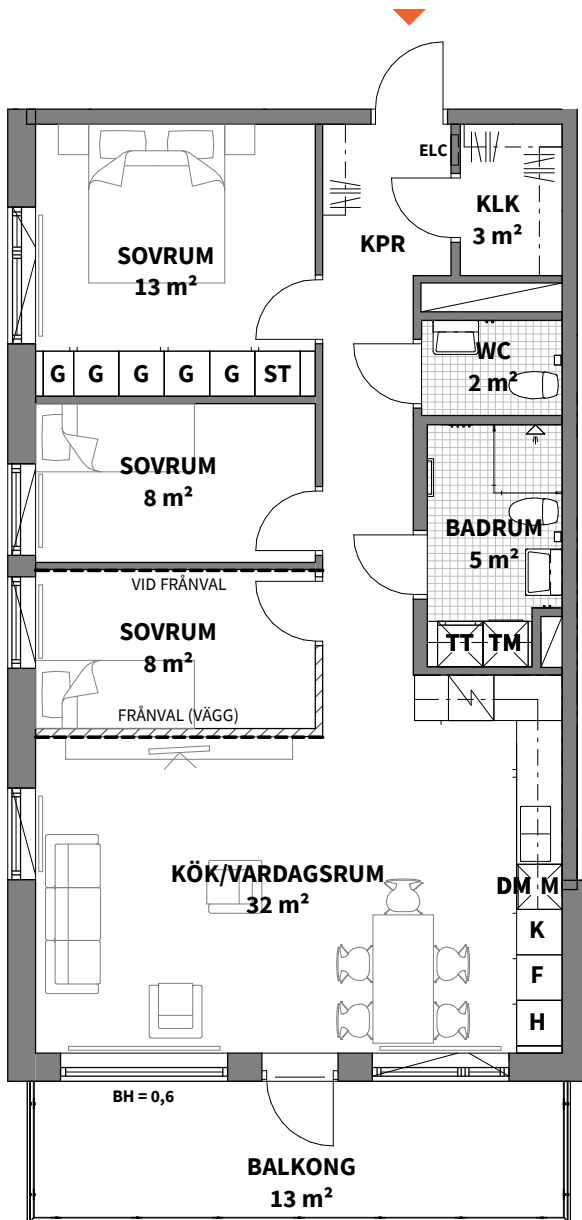 ELC
KLK
3 m²
KPR
SOVRUM
13 m²
G G G G G ST
WC
2 m²
SOVRUM
8 m²
BADRUM
5 m²
VID FRÅNVAL
SOVRUM
8 m²
TT TM
FRÅNVAL (VÄGG)
KÖK/VARDAGSRUM
32 m²
DM M
K
F
H
BH = 0,6
BALKONG
13 m²